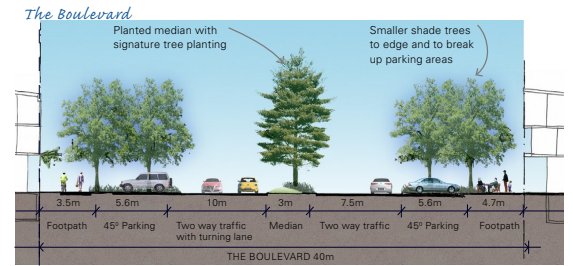 The Boulevard
Planted median with
signature tree planting
Smaller shade trees
to edge and to break
up parking areas
3.5m 5.6m 10m 3m 7.5m 5.6m 4.7m
Footpath 45º Parking Two way traffic Median Two way traffic 45º Parking Footpath
with turning lane
THE BOULEVARD 40m